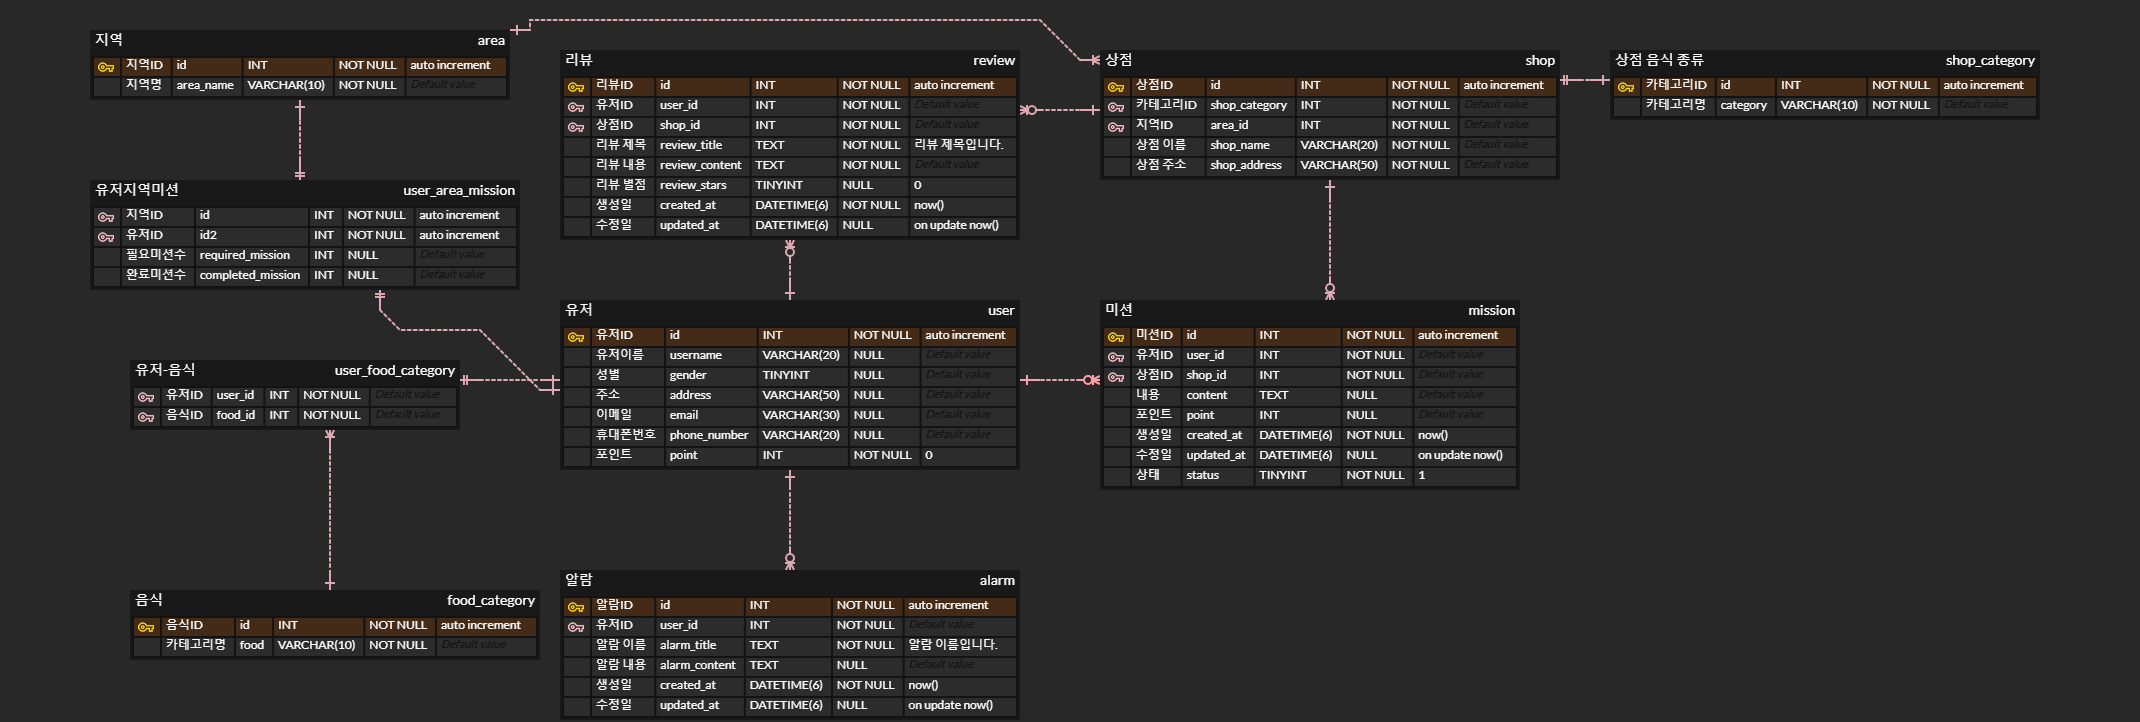 지역 area
지역ID id INT NOT NULL auto increment
지역명 area_name VARCHAR(10) NOT NULL Default value
유저지역미션 user_area_mission
지역ID id INT NOT NULL auto increment
유저ID id2 INT NOT NULL auto increment
필요미션수 required_mission INT NULL Default value
완료미션수 completed_mission INT NULL Default value
유저-음식 user_food_category
유저ID user_id INT NOT NULL Default value
음식ID food_id INT NOT NULL Default value
음식 food_category
음식ID id INT NOT NULL auto increment
카테고리명 food VARCHAR(10) NOT NULL Default value
리뷰 review
리뷰ID id INT NOT NULL auto increment
유저ID user_id INT NOT NULL Default value
상점ID shop_id INT NOT NULL Default value
리뷰 제목 review_title TEXT NOT NULL 리뷰 제목입니다.
리뷰 내용 review_content TEXT NOT NULL Default value
리뷰 별점 review_stars TINYINT NULL 0
생성일 created_at DATETIME(6) NOT NULL now()
수정일 updated_at DATETIME(6) NULL on update now()
유저 user
유저ID id INT NOT NULL auto increment
유저이름 username VARCHAR(20) NULL Default value
성별 gender TINYINT NULL Default value
주소 address VARCHAR(50) NULL Default value
이메일 email VARCHAR(30) NULL Default value
휴대폰번호 phone_number VARCHAR(20) NULL Default value
포인트 point INT NOT NULL 0
알람 alarm
알람ID id INT NOT NULL auto increment
유저ID user_id INT NOT NULL Default value
알람 이름 alarm_title TEXT NOT NULL 알람 이름입니다.
알람 내용 alarm_content TEXT NULL Default value
생성일 created_at DATETIME(6) NOT NULL now()
수정일 updated_at DATETIME(6) NULL on update now()
상점 shop
상점ID id INT NOT NULL auto increment
카테고리ID shop_category INT NOT NULL Default value
지역ID area_id INT NOT NULL Default value
상점 이름 shop_name VARCHAR(20) NOT NULL Default value
상점 주소 shop_address VARCHAR(50) NOT NULL Default value
미션 mission
미션ID id INT NOT NULL auto increment
유저ID user_id INT NOT NULL Default value
상점ID shop_id INT NOT NULL Default value
내용 content TEXT NULL Default value
포인트 point INT NULL Default value
생성일 created_at DATETIME(6) NOT NULL now()
수정일 updated_at DATETIME(6) NULL on update now()
상태 status TINYINT NOT NULL 1
상점 음식 종류 shop_category
카테고리ID id INT NOT NULL auto increment
카테고리명 category VARCHAR(10) NOT NULL Default value